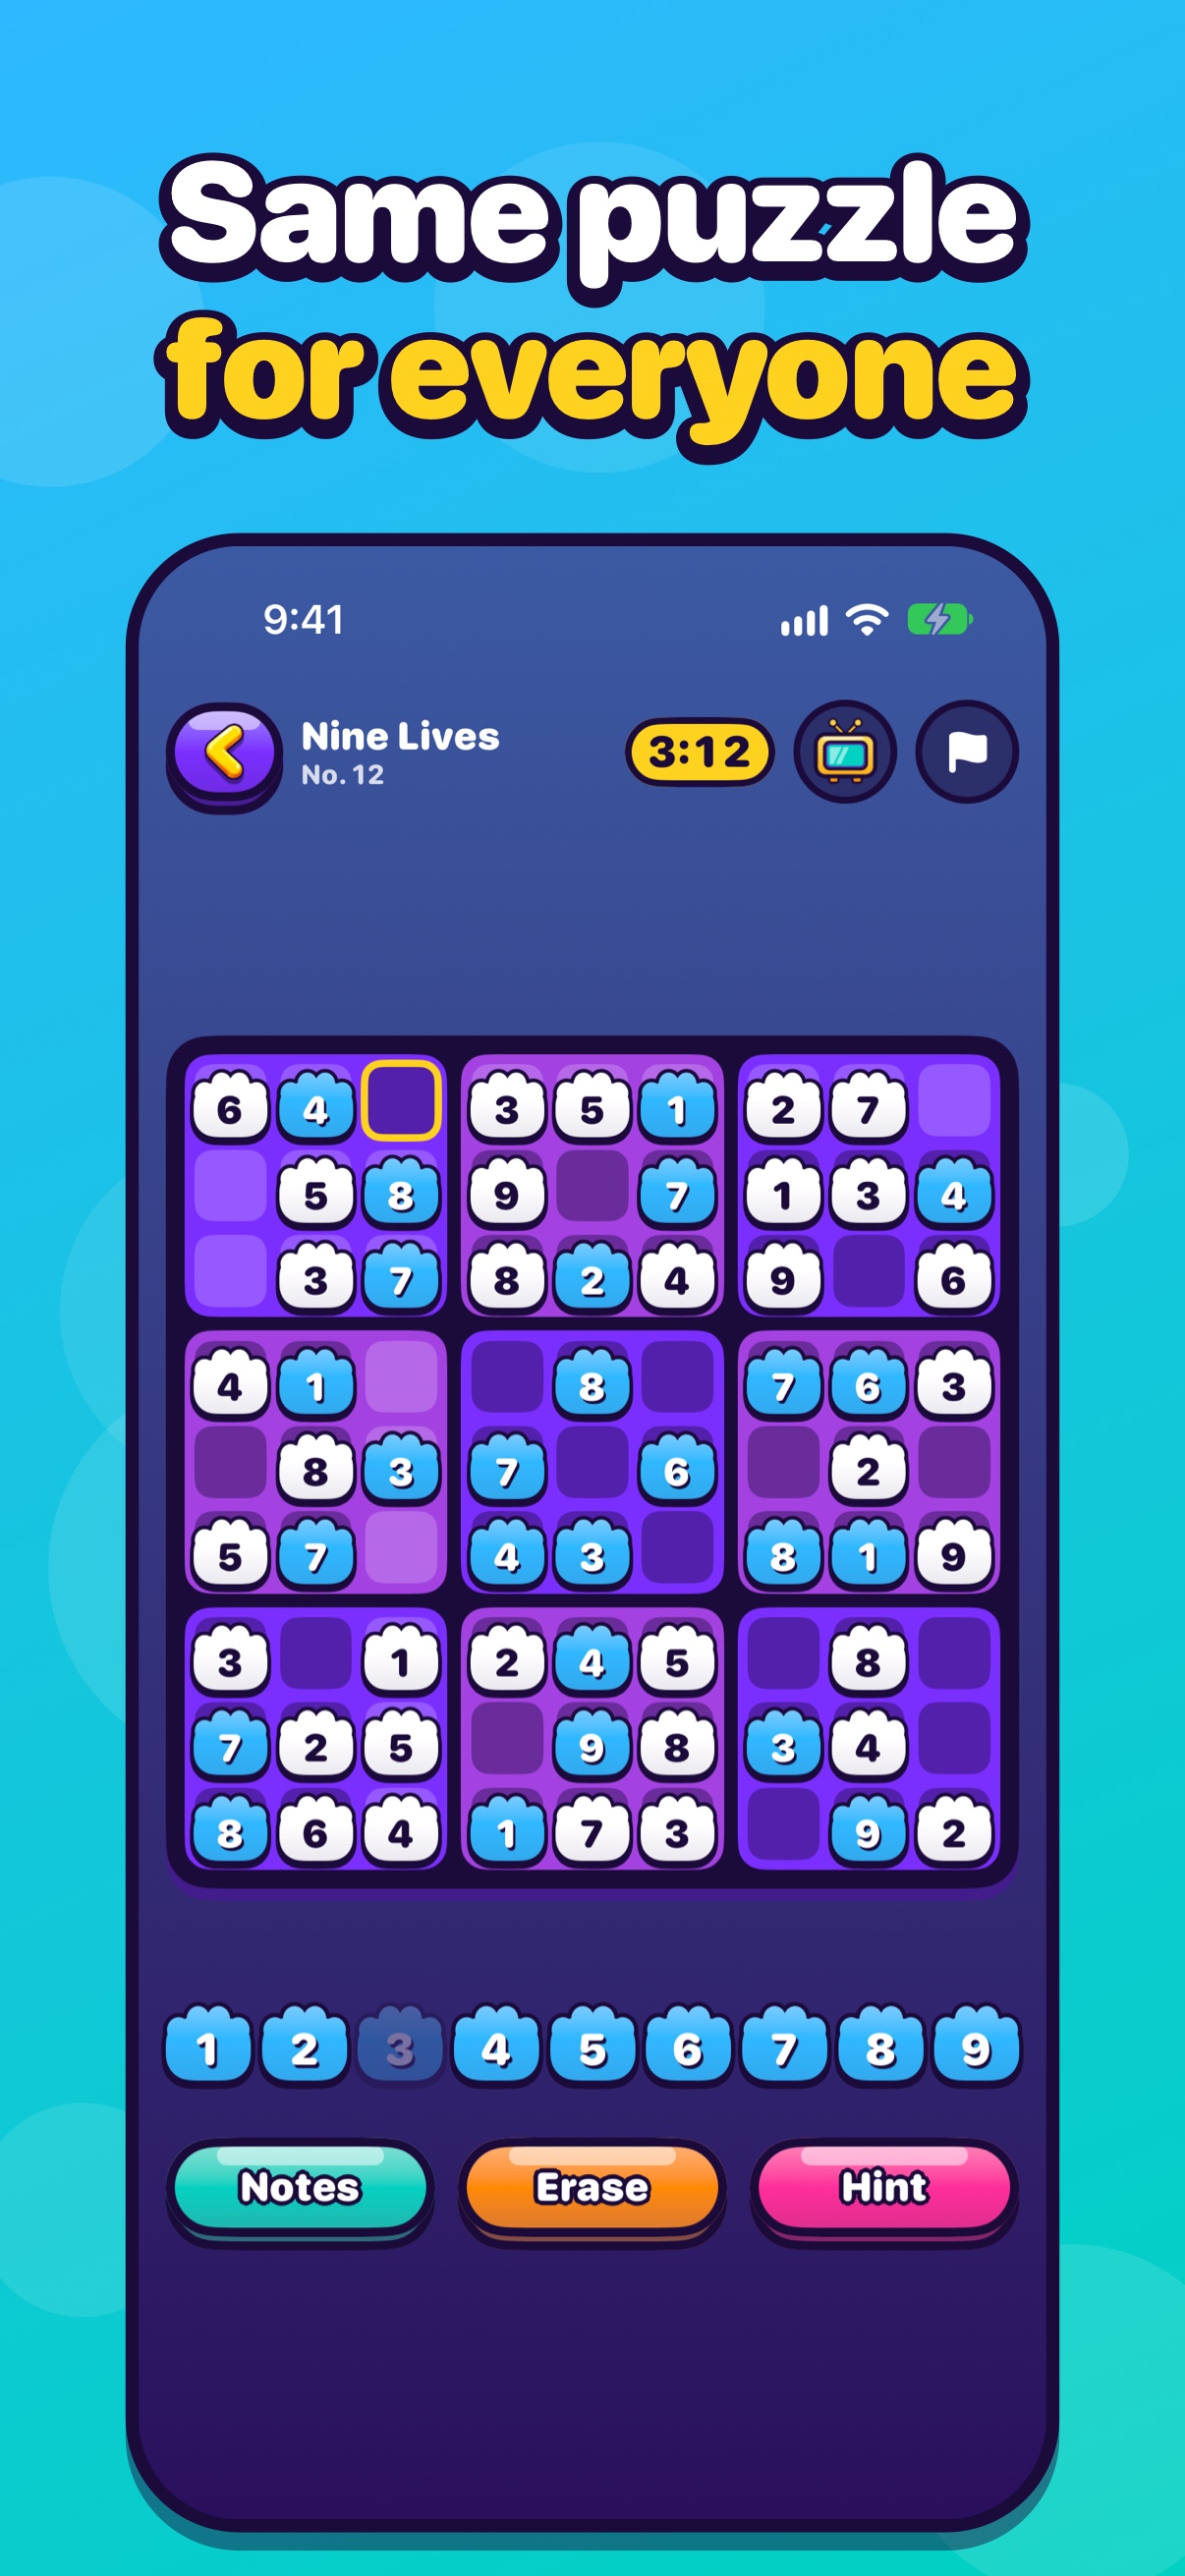 Same puzzle
for everyone
9:41
Nine Lives
No. 12
3:12
6 4 3 5 1 2 7
5 8 9 7 1 3 4
3 7 8 2 4 9 6
4 1 8 7 6 3
8 3 7 6 2
5 7 4 3 8 1 9
3 1 2 4 5 8
7 2 5 9 8 3 4
8 6 4 1 7 3 9 2
1 2 3 4 5 6 7 8 9
Notes Erase Hint